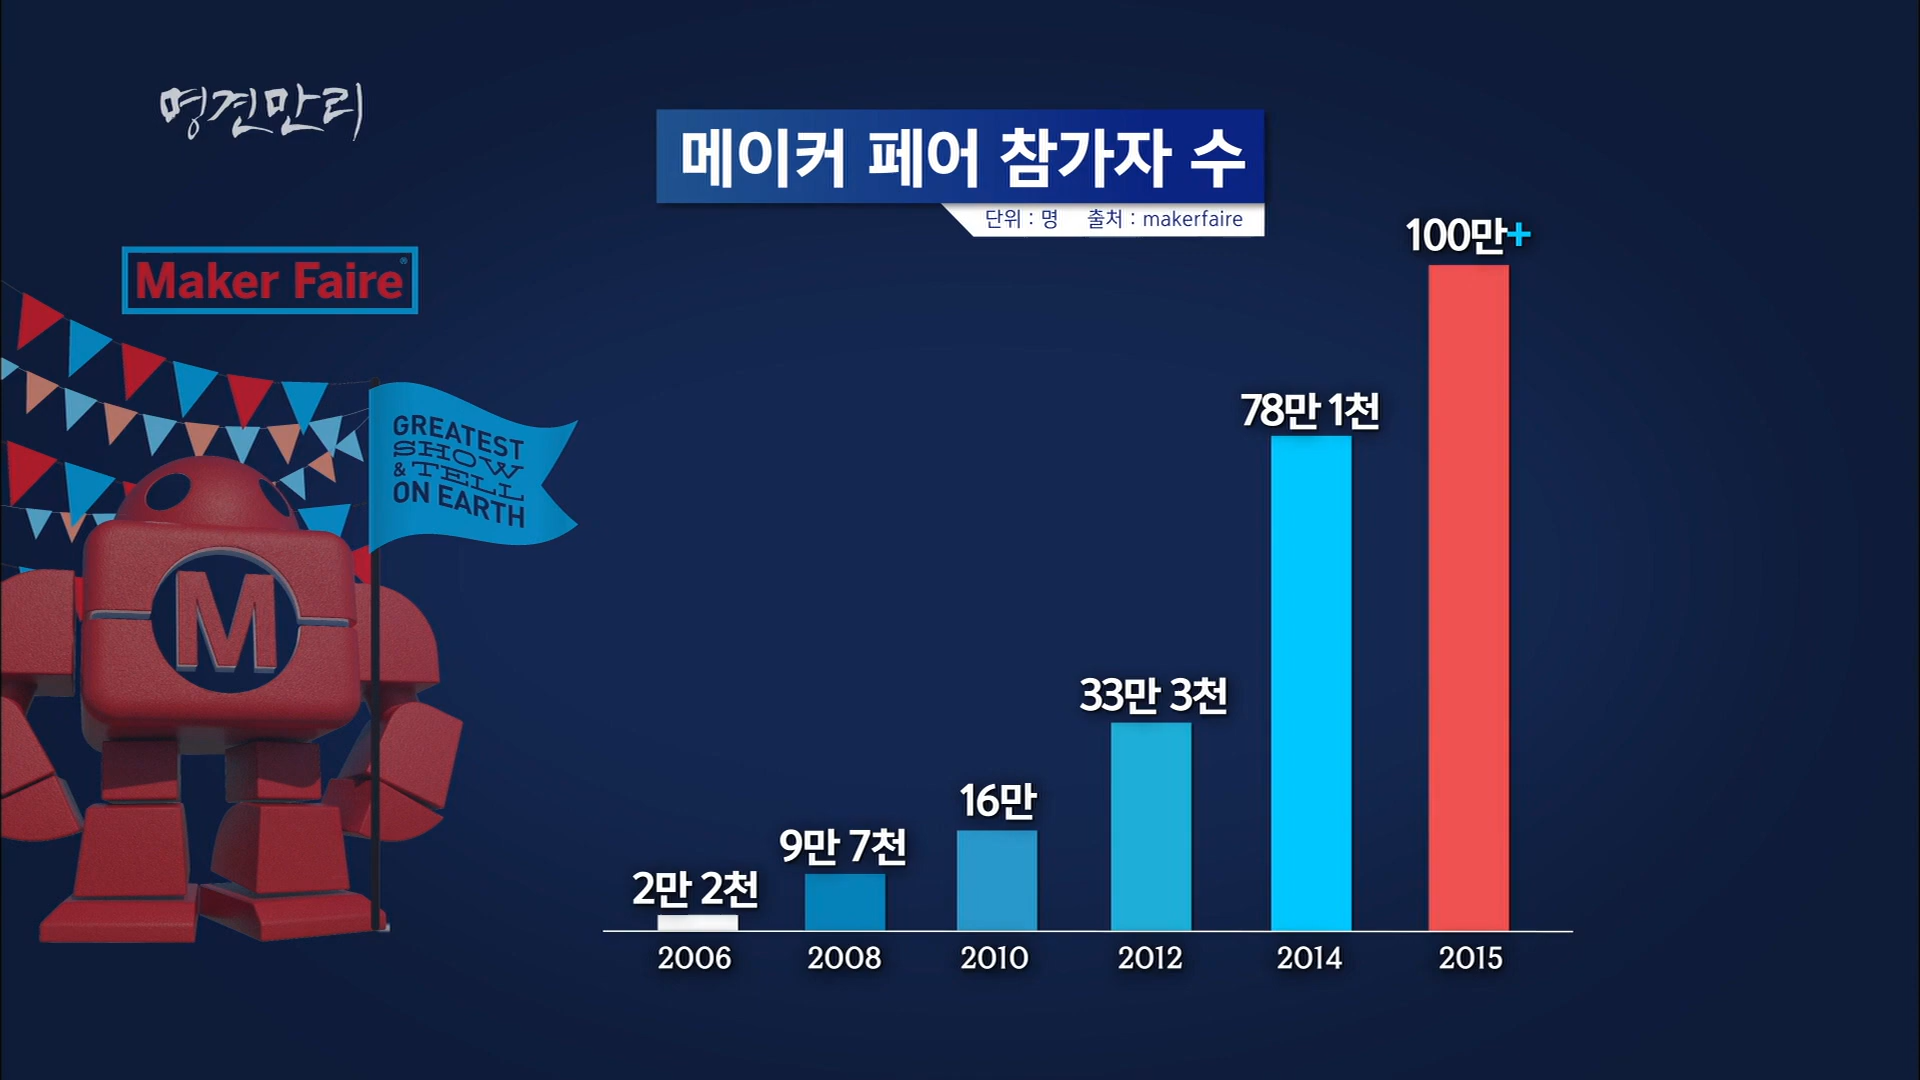 명견만리
메이커 페어 참가자 수
단위 : 명 출처 : makerfaire
Maker Faire®
GREATEST
SHOW
& TELL
ON EARTH
M
100만+
78만 1천
33만 3천
16만
9만 7천
2만 2천
2006 2008 2010 2012 2014 2015